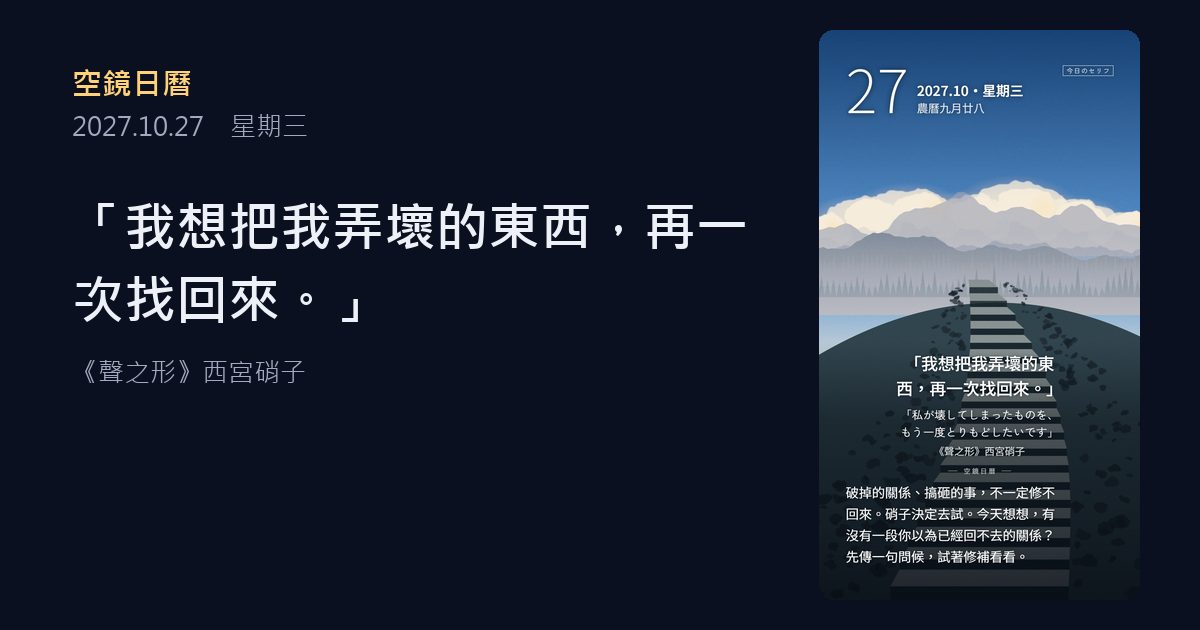 空鏡日曆
2027.10.27　星期三
「我想把我弄壞的東西，再一
次找回來。」
《聲之形》西宮硝子
27
2027.10・星期三
農曆九月廿八
今日のセリフ
「我想把我弄壞的東
西，再一次找回來。」
「私が壊してしまったものを、
もう一度とりもどしたいです」
《聲之形》西宮硝子
空鏡日曆
破掉的關係、搞砸的事，不一定修不
回來。硝子決定去試。今天想想，有
沒有一段你以為已經回不去的關係？
先傳一句問候，試著修補看看。